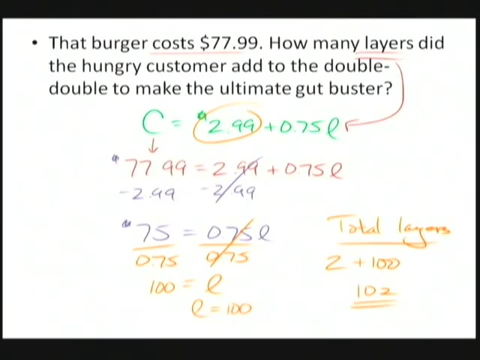 • That burger costs $77.99. How many layers did
the hungry customer add to the double-
double to make the ultimate gut buster?
C = 2.99 + 0.75l
77.99 = 2.99 + 0.75l
-2.99 -2.99
75 = 0.75l
0.75 0.75
100 = l
l = 100
Total layers
2 + 100
102